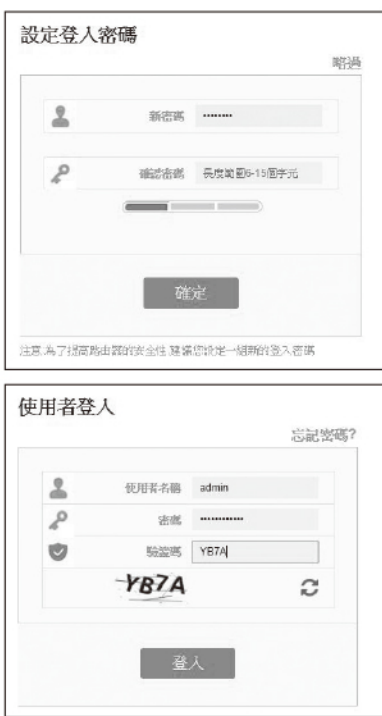 設定登入密碼
略過
新密碼 ••••••••
確認密碼 長度範圍6-15個字元
確定
注意:為了提高路由器的安全性,建議您設定一組新的登入密碼
使用者登入
忘記密碼?
使用者名稱 admin
密碼 ••••••••••••
驗證碼 YB7A
YB7A
登入